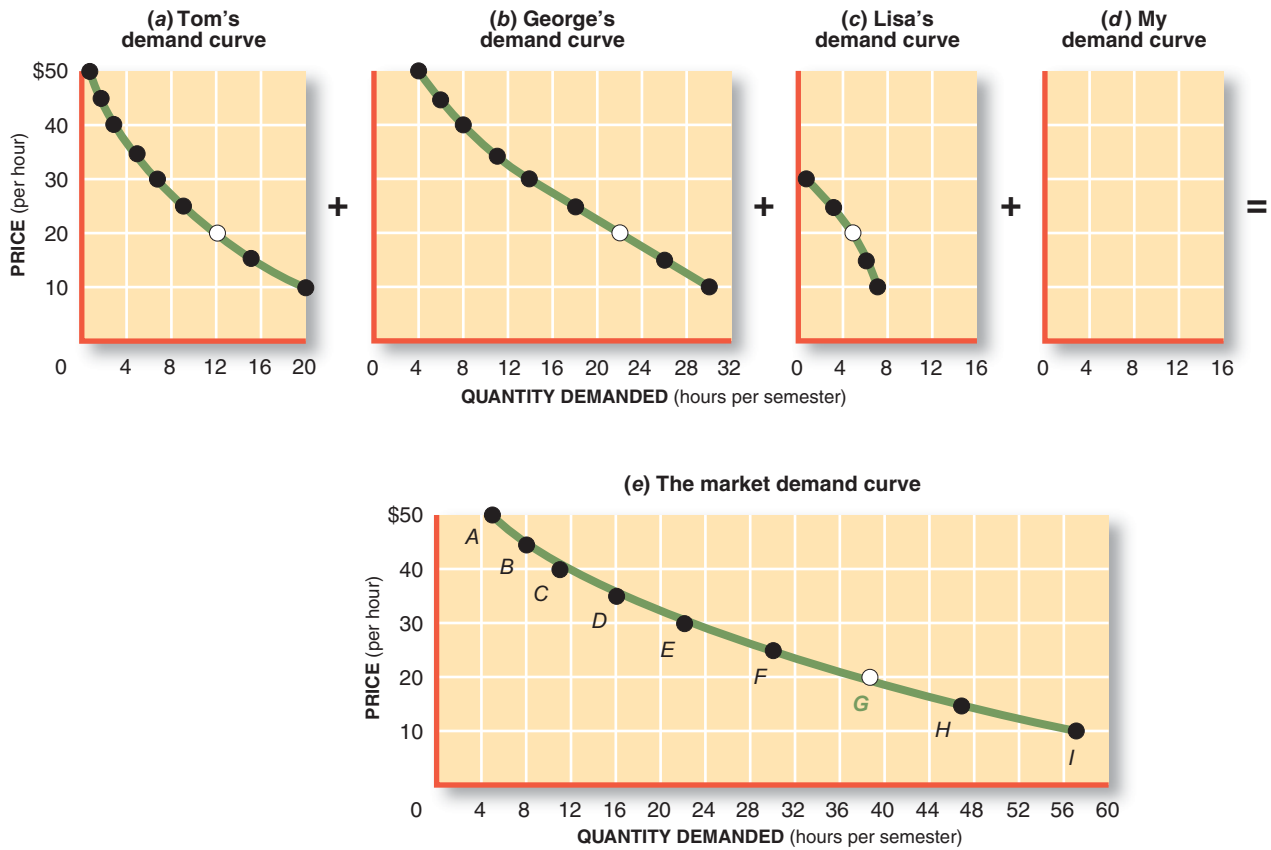 (a) Tom's
demand curve
(b) George's
demand curve
(c) Lisa's
demand curve
(d) My
demand curve
$50
40
30
20
10
0
PRICE (per hour)
4 8 12 16 20
+
0 4 8 12 16 20 24 28 32
+
0 4 8 12 16
+
0 4 8 12 16
=
QUANTITY DEMANDED (hours per semester)
(e) The market demand curve
$50
40
30
20
10
PRICE (per hour)
A
B
C
D
E
F
G
H
I
0 4 8 12 16 20 24 28 32 36 40 44 48 52 56 60
QUANTITY DEMANDED (hours per semester)